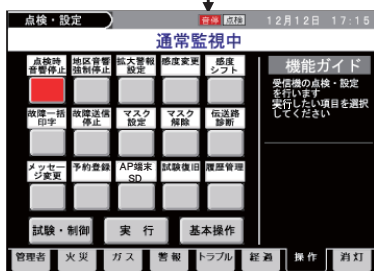 点検・設定 音響停止 点検 12月12日 17:15
通常監視中
点検時
音響停止
地区音響
強制停止
拡大警報
設定
感度変更
感度
シフト
故障一括
印字
故障送信
停止
マスク
設定
マスク
解除
伝送路
診断
メッセー
ジ変更
予約登録
AP端末
SD
試験復旧
履歴管理
試験・制御
実 行
基本操作
機能ガイド
受信機の点検・設定
を行います
実行したい項目を選択
してください
管理者 火災 ガス 警報 トラブル 経過 操作 消灯